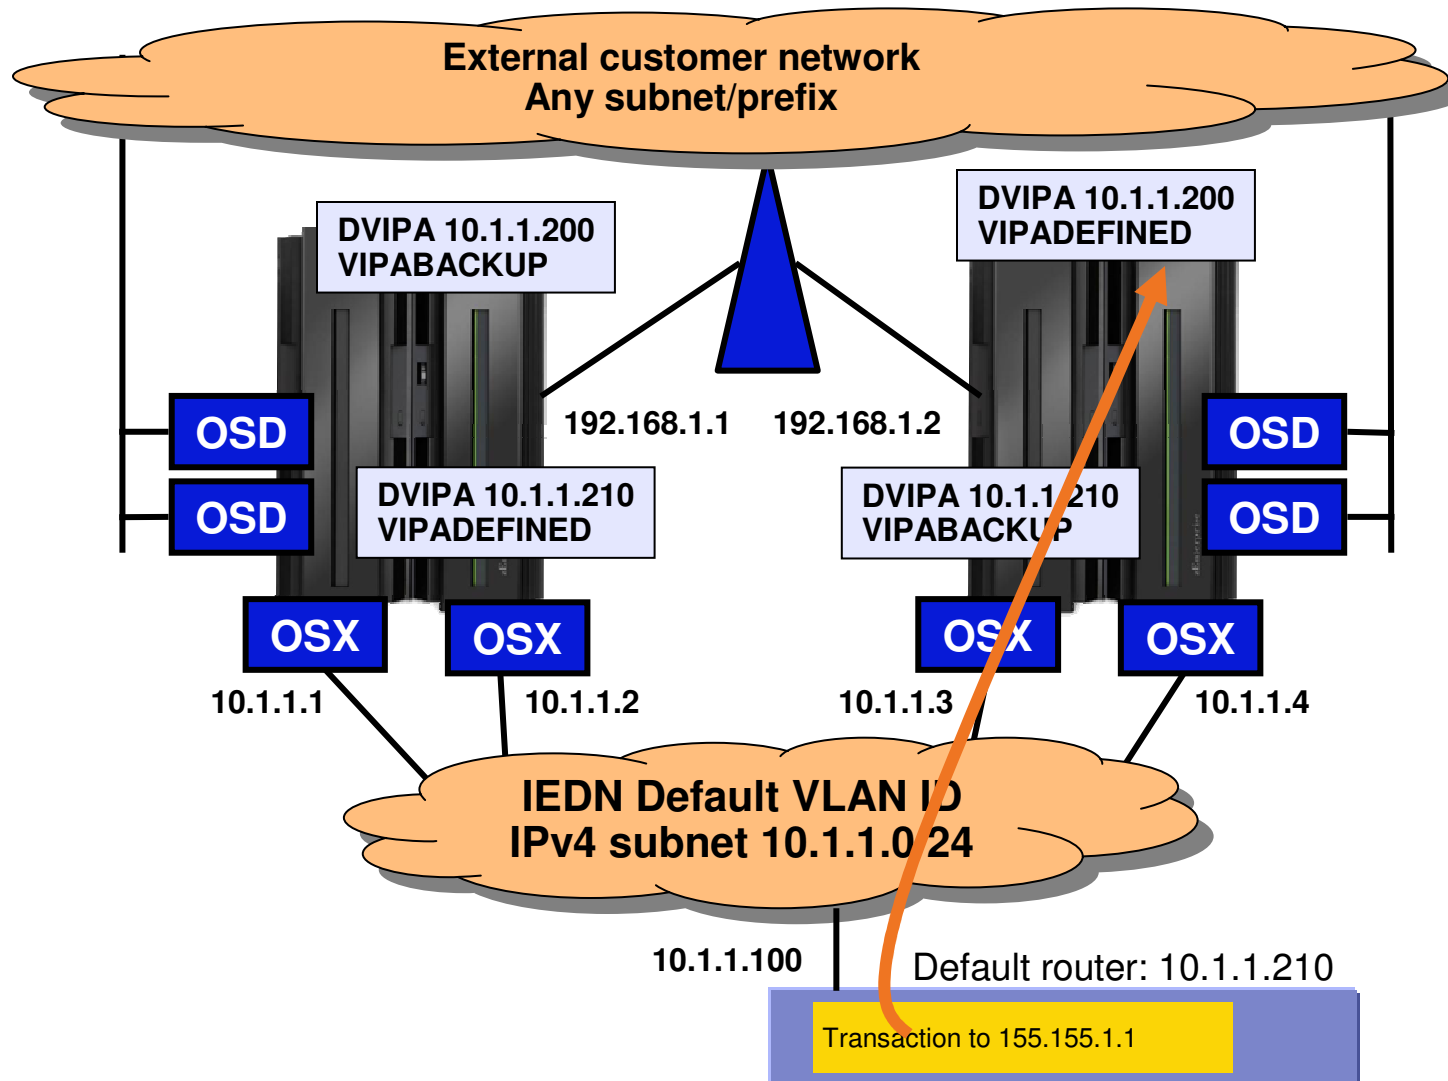 External customer network
Any subnet/prefix
DVIPA 10.1.1.200
VIPABACKUP
DVIPA 10.1.1.200
VIPADEFINED
192.168.1.1
192.168.1.2
OSD
OSD
OSD
OSD
DVIPA 10.1.1.210
VIPADEFINED
DVIPA 10.1.1.210
VIPABACKUP
zEnterprise
zEnterprise
OSX
OSX
OSX
OSX
10.1.1.1
10.1.1.2
10.1.1.3
10.1.1.4
IEDN Default VLAN ID
IPv4 subnet 10.1.1.0/24
10.1.1.100
Default router: 10.1.1.210
Transaction to 155.155.1.1